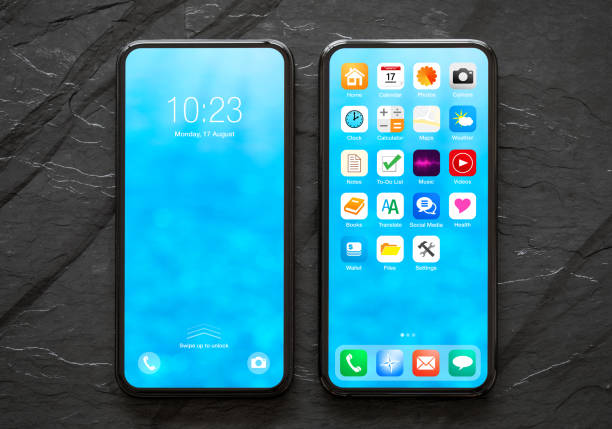 10:23
Monday, 17 August
Swipe up to unlock
17
Home Calendar Photos Camera
Clock Calculator Maps Weather
Notes To-Do List Music Videos
AA
Books Translate Social Media Health
Wallet Files Settings